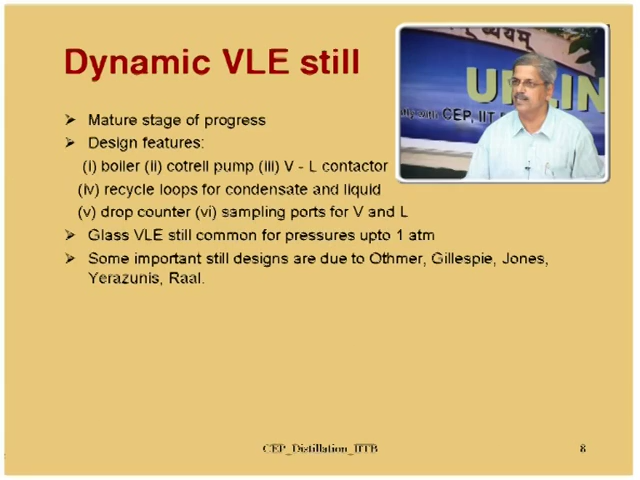 Dynamic VLE still
➢ Mature stage of progress
➢ Design features:
(i) boiler (ii) cotrell pump (iii) V - L contactor
(iv) recycle loops for condensate and liquid
(v) drop counter (vi) sampling ports for V and L
➢ Glass VLE still common for pressures upto 1 atm
➢ Some important still designs are due to Othmer, Gillespie, Jones,
Yerazunis, Raal.
CEP, IIT
CEP_Distillation_IITB
8